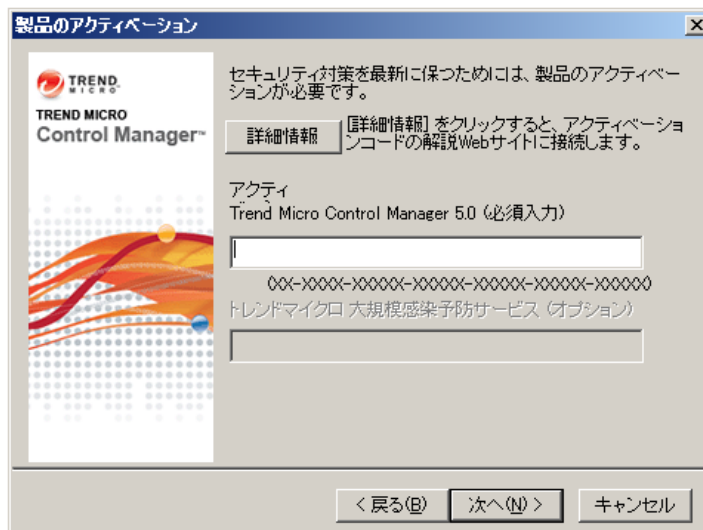 製品のアクティベーション
TREND
MICRO
TREND MICRO
Control Manager™
セキュリティ対策を最新に保つためには、製品のアクティベー
ションが必要です。
詳細情報
[詳細情報] をクリックすると、アクティベーショ
ンコードの解説Webサイトに接続します。
アクティ
Trend Micro Control Manager 5.0 (必須入力)
(XX-XXXX-XXXXX-XXXXX-XXXXX-XXXXX-XXXXX)
トレンドマイクロ 大規模感染予防サービス (オプション)
< 戻る(B)
次へ(N) >
キャンセル